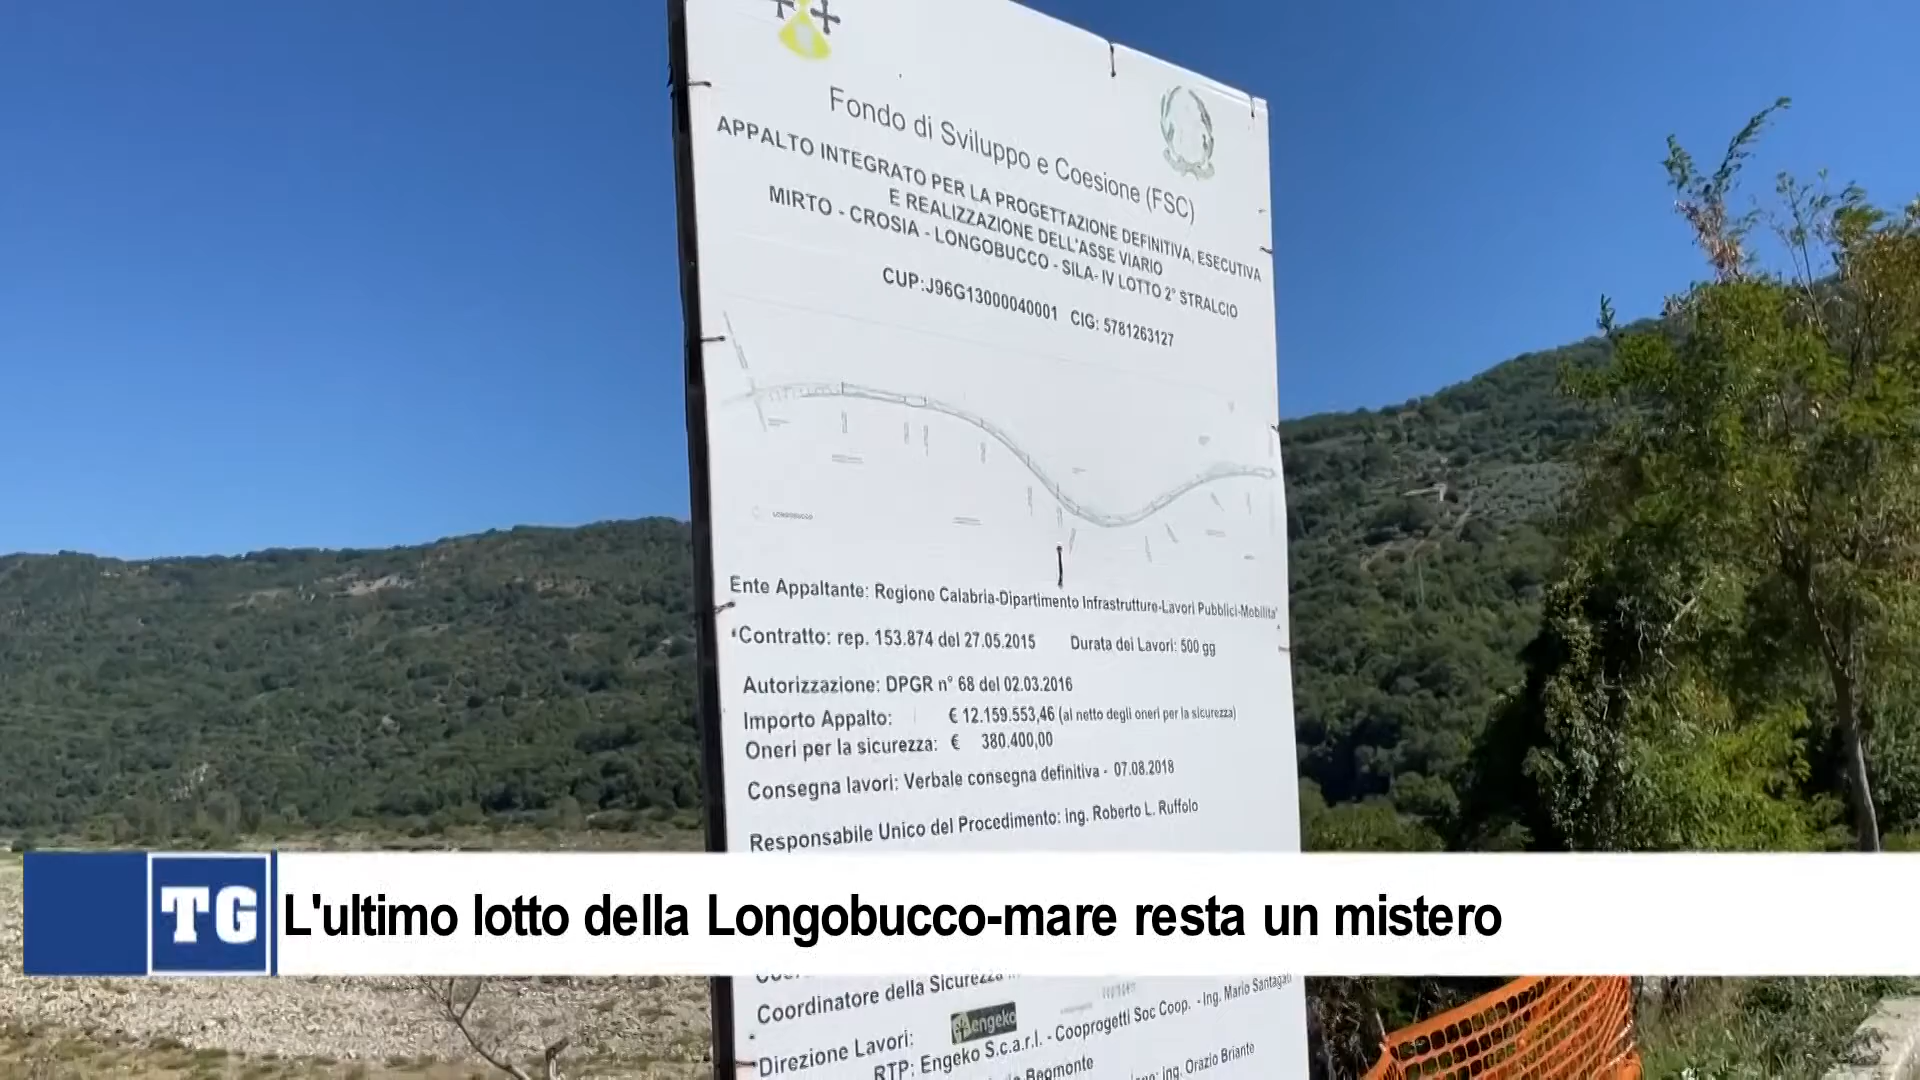 Fondo di Sviluppo e Coesione (FSC)
APPALTO INTEGRATO PER LA PROGETTAZIONE DEFINITIVA, ESECUTIVA
E REALIZZAZIONE DELL'ASSE VIARIO
MIRTO - CROSIA - LONGOBUCCO - SILA- IV LOTTO 2° STRALCIO
CUP:J96G13000040001 CIG: 5781263127
LONGOBUCCO
Ente Appaltante: Regione Calabria-Dipartimento Infrastrutture-Lavori Pubblici-Mobilita'
Contratto: rep. 153.874 del 27.05.2015 Durata dei Lavori: 500 gg
Autorizzazione: DPGR n° 68 del 02.03.2016
Importo Appalto: € 12.159.553,46 (al netto degli oneri per la sicurezza)
Oneri per la sicurezza: € 380.400,00
Consegna lavori: Verbale consegna definitiva - 07.08.2018
Responsabile Unico del Procedimento: ing. Roberto L. Ruffolo
TG L'ultimo lotto della Longobucco-mare resta un mistero
Coordinatore della Sicurezza
Direzione Lavori: engeko
RTP: Engeko S.c.a.r.l. - Cooprogetti Soc Coop. - Ing. Mario Santagati
Beomonte
ing. Orazio Briante